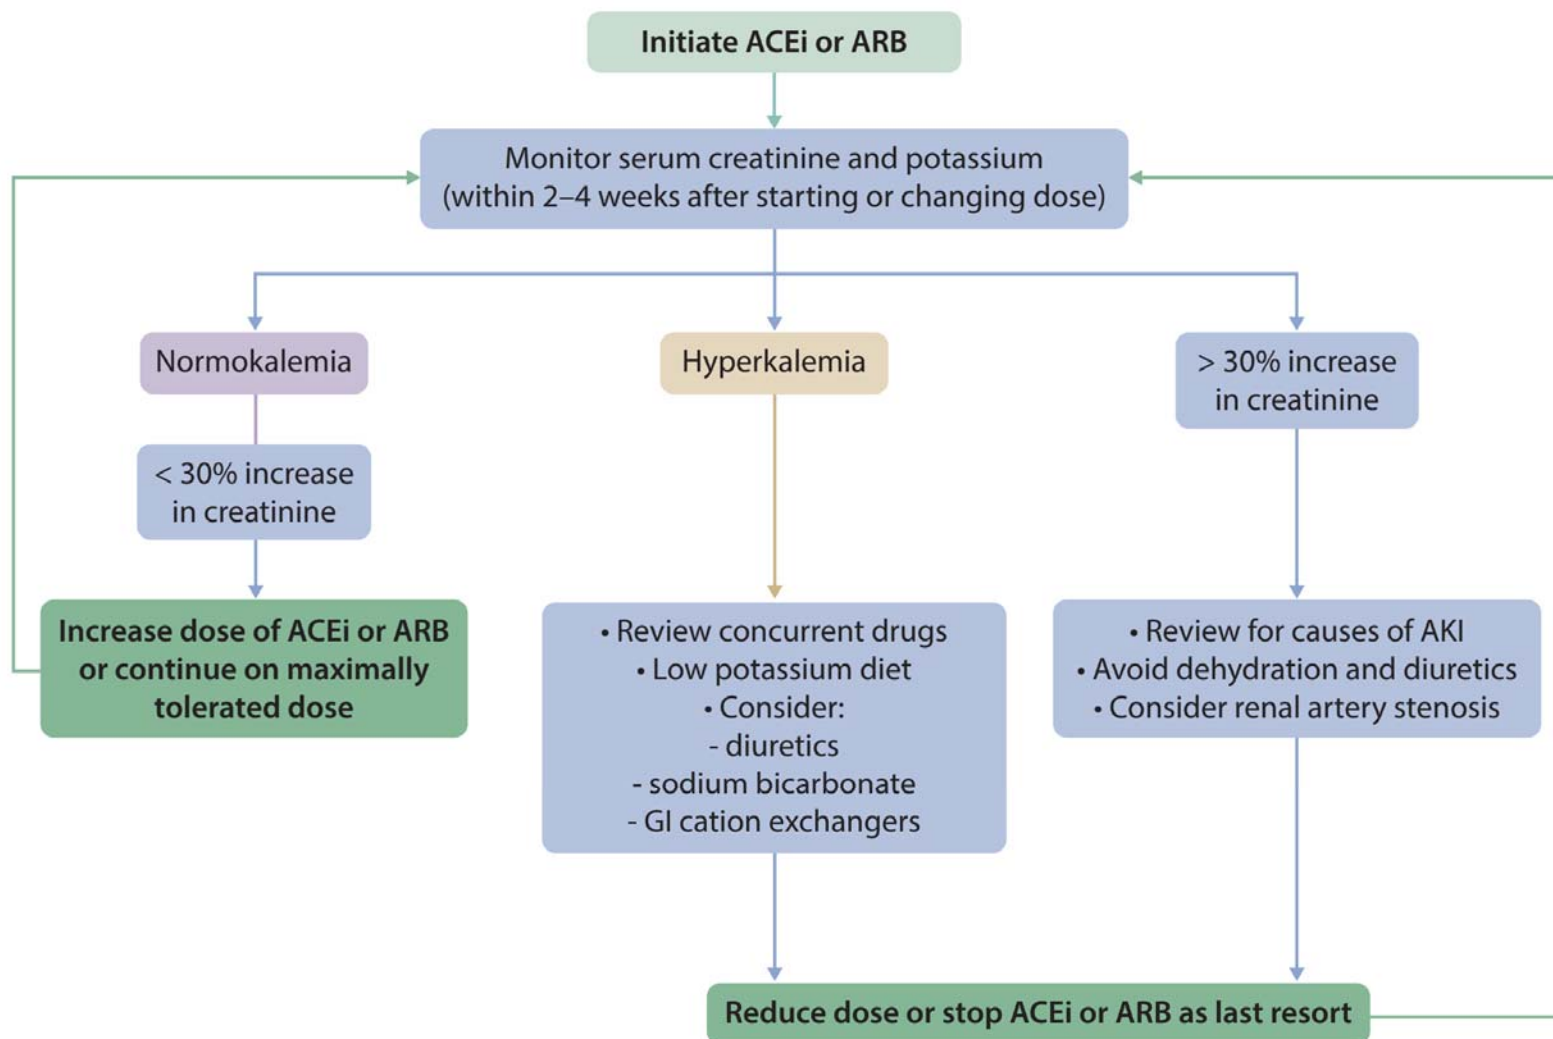 Initiate ACEi or ARB
Monitor serum creatinine and potassium
(within 2–4 weeks after starting or changing dose)
Normokalemia
Hyperkalemia
> 30% increase
in creatinine
< 30% increase
in creatinine
Increase dose of ACEi or ARB
or continue on maximally
tolerated dose
• Review concurrent drugs
• Low potassium diet
• Consider:
- diuretics
- sodium bicarbonate
- GI cation exchangers
• Review for causes of AKI
• Avoid dehydration and diuretics
• Consider renal artery stenosis
Reduce dose or stop ACEi or ARB as last resort